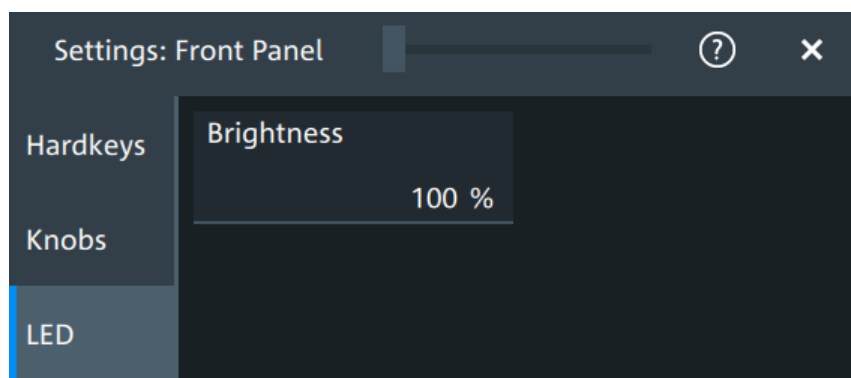 Settings: Front Panel
?
×
Hardkeys
Brightness
100 %
Knobs
LED